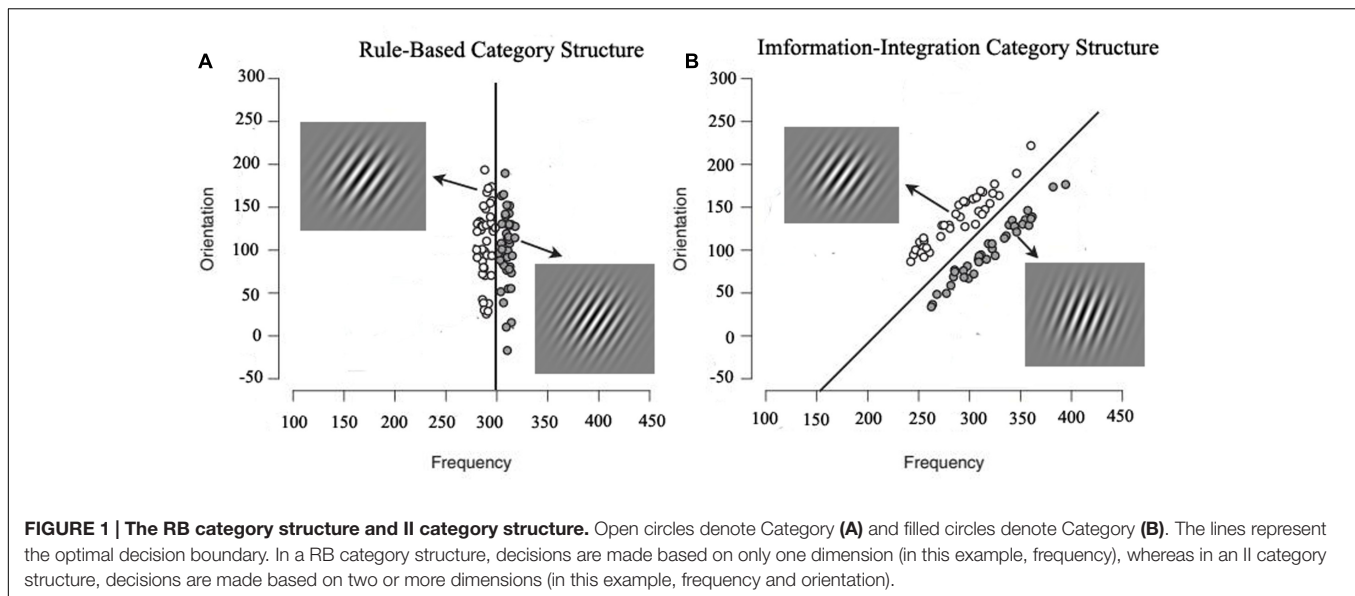 Rule-Based Category Structure
A
Orientation
300
250
200
150
100
50
0
-50
100 150 200 250 300 350 400 450
Frequency
Imformation-Integration Category Structure
B
Orientation
300
250
200
150
100
50
0
-50
100 150 200 250 300 350 400 450
Frequency
FIGURE 1 | The RB category structure and II category structure. Open circles denote Category (A) and filled circles denote Category (B). The lines represent
the optimal decision boundary. In a RB category structure, decisions are made based on only one dimension (in this example, frequency), whereas in an II category
structure, decisions are made based on two or more dimensions (in this example, frequency and orientation).